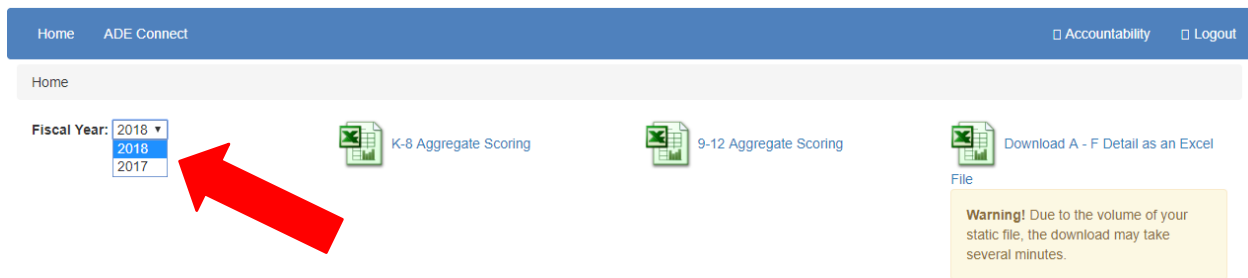 Home ADE Connect Accountability Logout
Home
Fiscal Year: 2018
2018
2017
K-8 Aggregate Scoring
9-12 Aggregate Scoring
Download A - F Detail as an Excel
File
Warning! Due to the volume of your
static file, the download may take
several minutes.